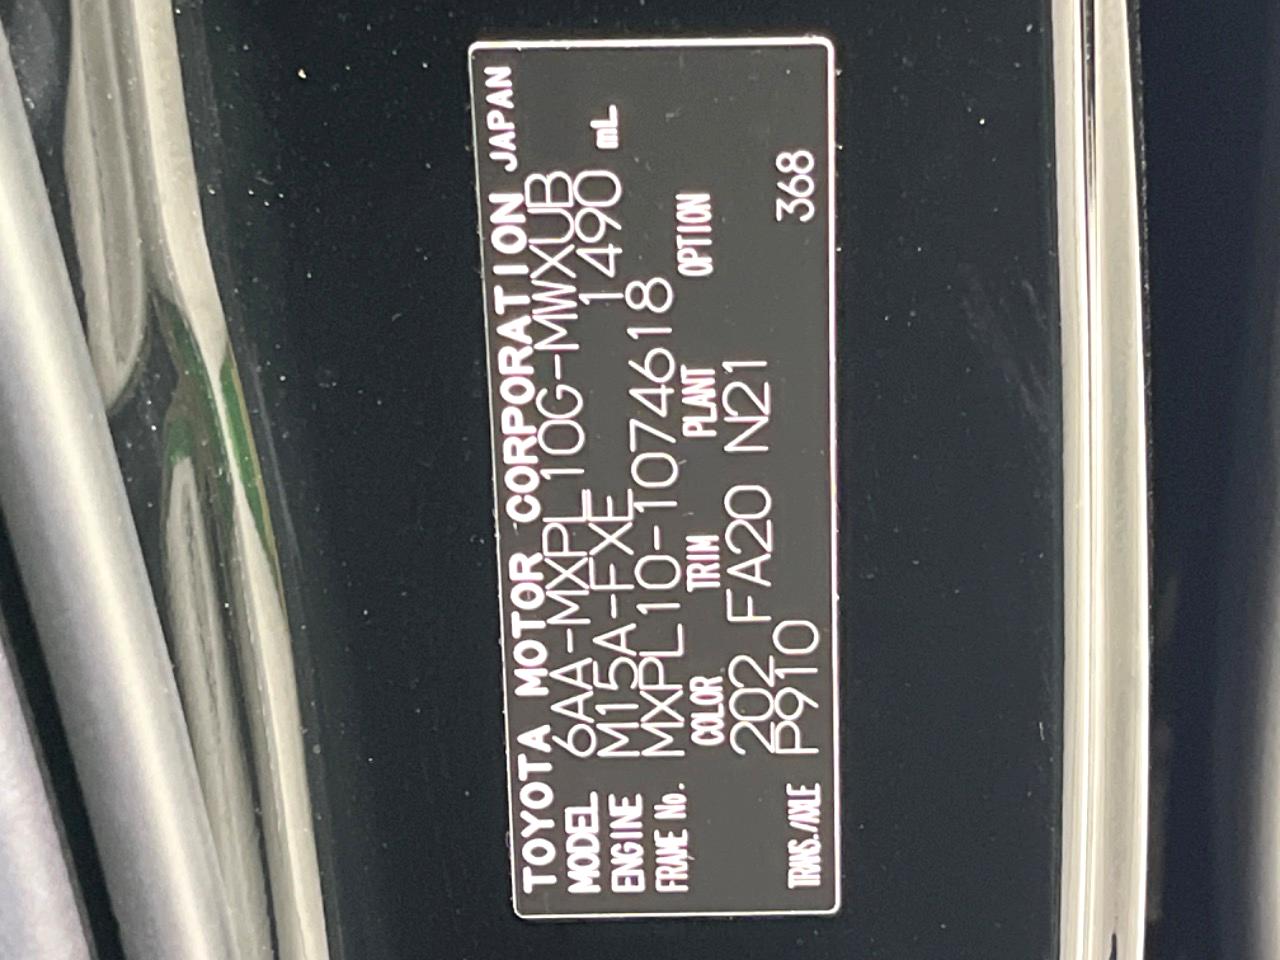 TOYOTA MOTOR CORPORATION JAPAN
MODEL 6AA-MXPL10G-MWXUB
ENGINE M15A-FXE 1490 mL
FRAME No. MXPL10-1074618
COLOR TRIM PLANT OPTION
202 FA20 N21
TRANS./AXLE P910 368